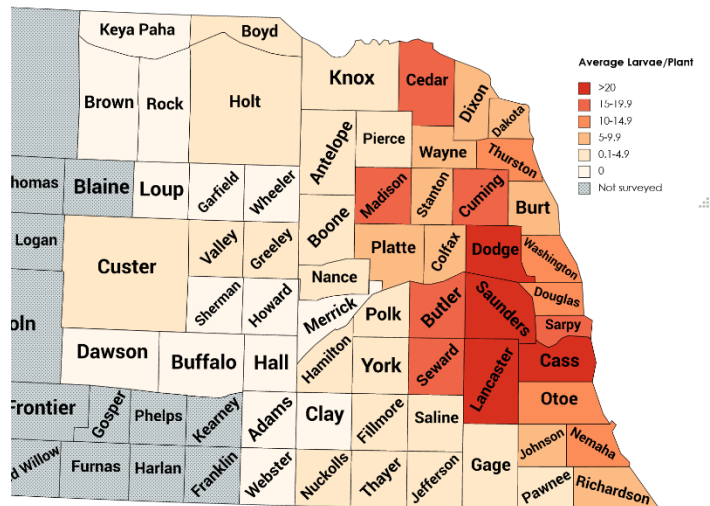 Keya Paha
Boyd
Knox
Cedar
Dixon
Dakota
Brown
Rock
Holt
Antelope
Pierce
Wayne
Thurston
homas
Blaine
Loup
Garfield
Wheeler
Madison
Stanton
Cuming
Burt
Logan
Custer
Valley
Greeley
Boone
Platte
Colfax
Dodge
Washington
Nance
oln
Sherman
Howard
Merrick
Polk
Butler
Saunders
Douglas
Sarpy
Dawson
Buffalo
Hall
Hamilton
York
Seward
Lancaster
Cass
Frontier
Gosper
Phelps
Kearney
Adams
Clay
Fillmore
Saline
Otoe
d Willow
Furnas
Harlan
Franklin
Webster
Nuckolls
Thayer
Jefferson
Gage
Johnson
Nemaha
Pawnee
Richardson
Average Larvae/Plant
>20
15-19.9
10-14.9
5-9.9
0.1-4.9
0
Not surveyed